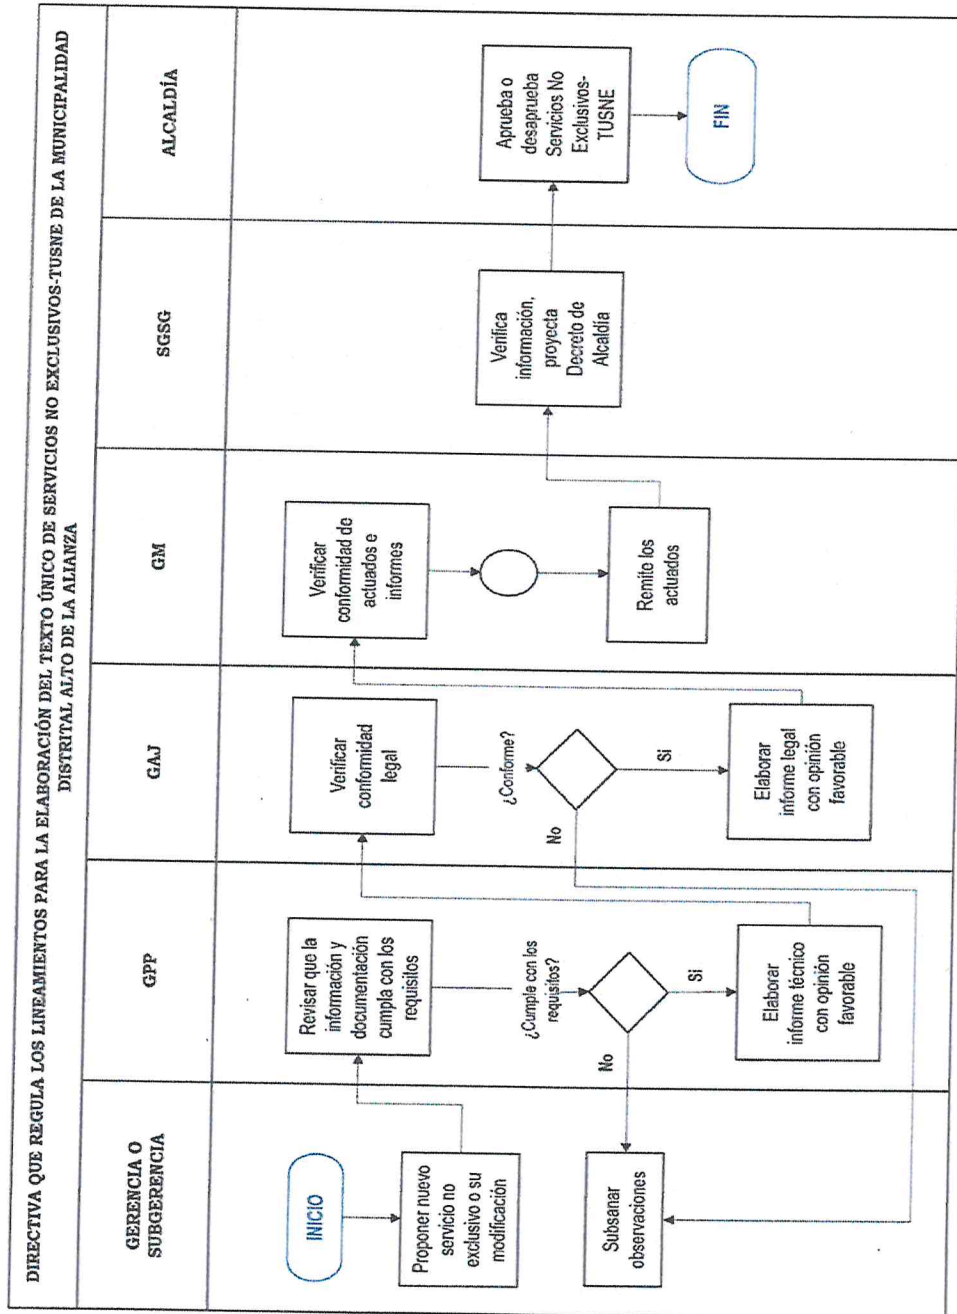 DIRECTIVA QUE REGULA LOS LINEAMIENTOS PARA LA ELABORACIÓN DEL TEXTO ÚNICO DE SERVICIOS NO EXCLUSIVOS-TUSNE DE LA MUNICIPALIDAD
DISTRITAL ALTO DE LA ALIANZA
GERENCIA O
SUBGERENCIA
GPP
GAJ
GM
SGSG
ALCALDÍA
INICIO
Proponer nuevo
servicio no
exclusivo o su
modificación
Subsanar
observaciones
Revisar que la
información y
documentación
cumpla con los
requisitos
¿Cumple con los
requisitos?
No
Si
Elaborar
informe técnico
con opinión
favorable
Verificar
conformidad
legal
¿Conforme?
No
Si
Elaborar
informe legal
con opinión
favorable
Verificar
conformidad de
actuados e
informes
Remite los
actuados
Verifica
información,
proyecta
Decreto de
Alcaldía
Aprueba o
desaprueba
Servicios No
Exclusivos-
TUSNE
FIN